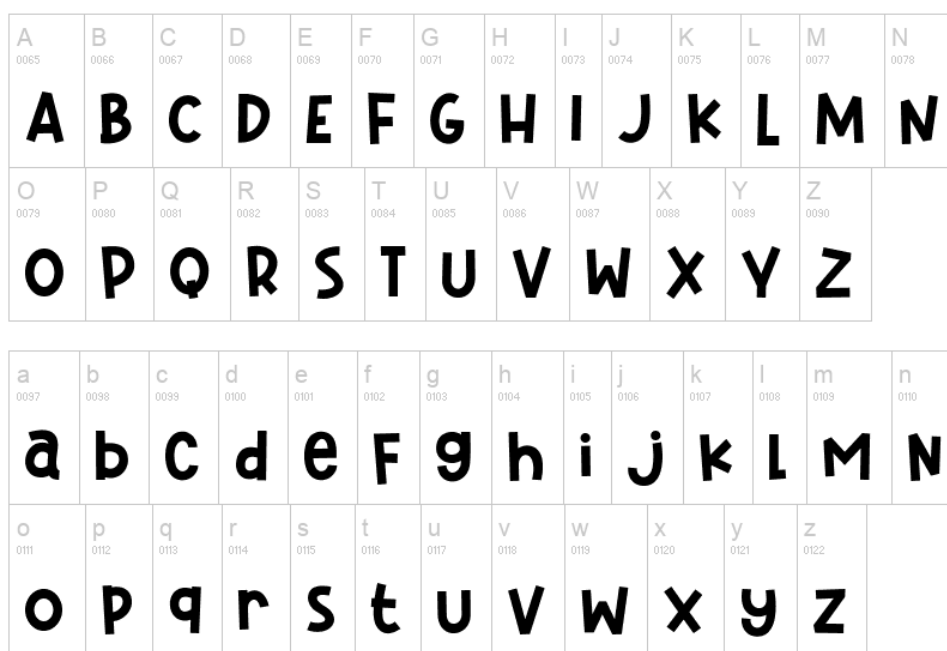 A B C D E F G H I J K L M N
0065 0066 0067 0068 0069 0070 0071 0072 0073 0074 0075 0076 0077 0078
A B C D E F G H I J K L M N
O P Q R S T U V W X Y Z
0079 0080 0081 0082 0083 0084 0085 0086 0087 0088 0089 0090
O P Q R S T U V W X Y Z
a b c d e f g h i j k l m n
0097 0098 0099 0100 0101 0102 0103 0104 0105 0106 0107 0108 0109 0110
a b c d e F g h i j K L M N
o p q r s t u v w x y z
0111 0112 0113 0114 0115 0116 0117 0118 0119 0120 0121 0122
o p q r s t u v w x y z